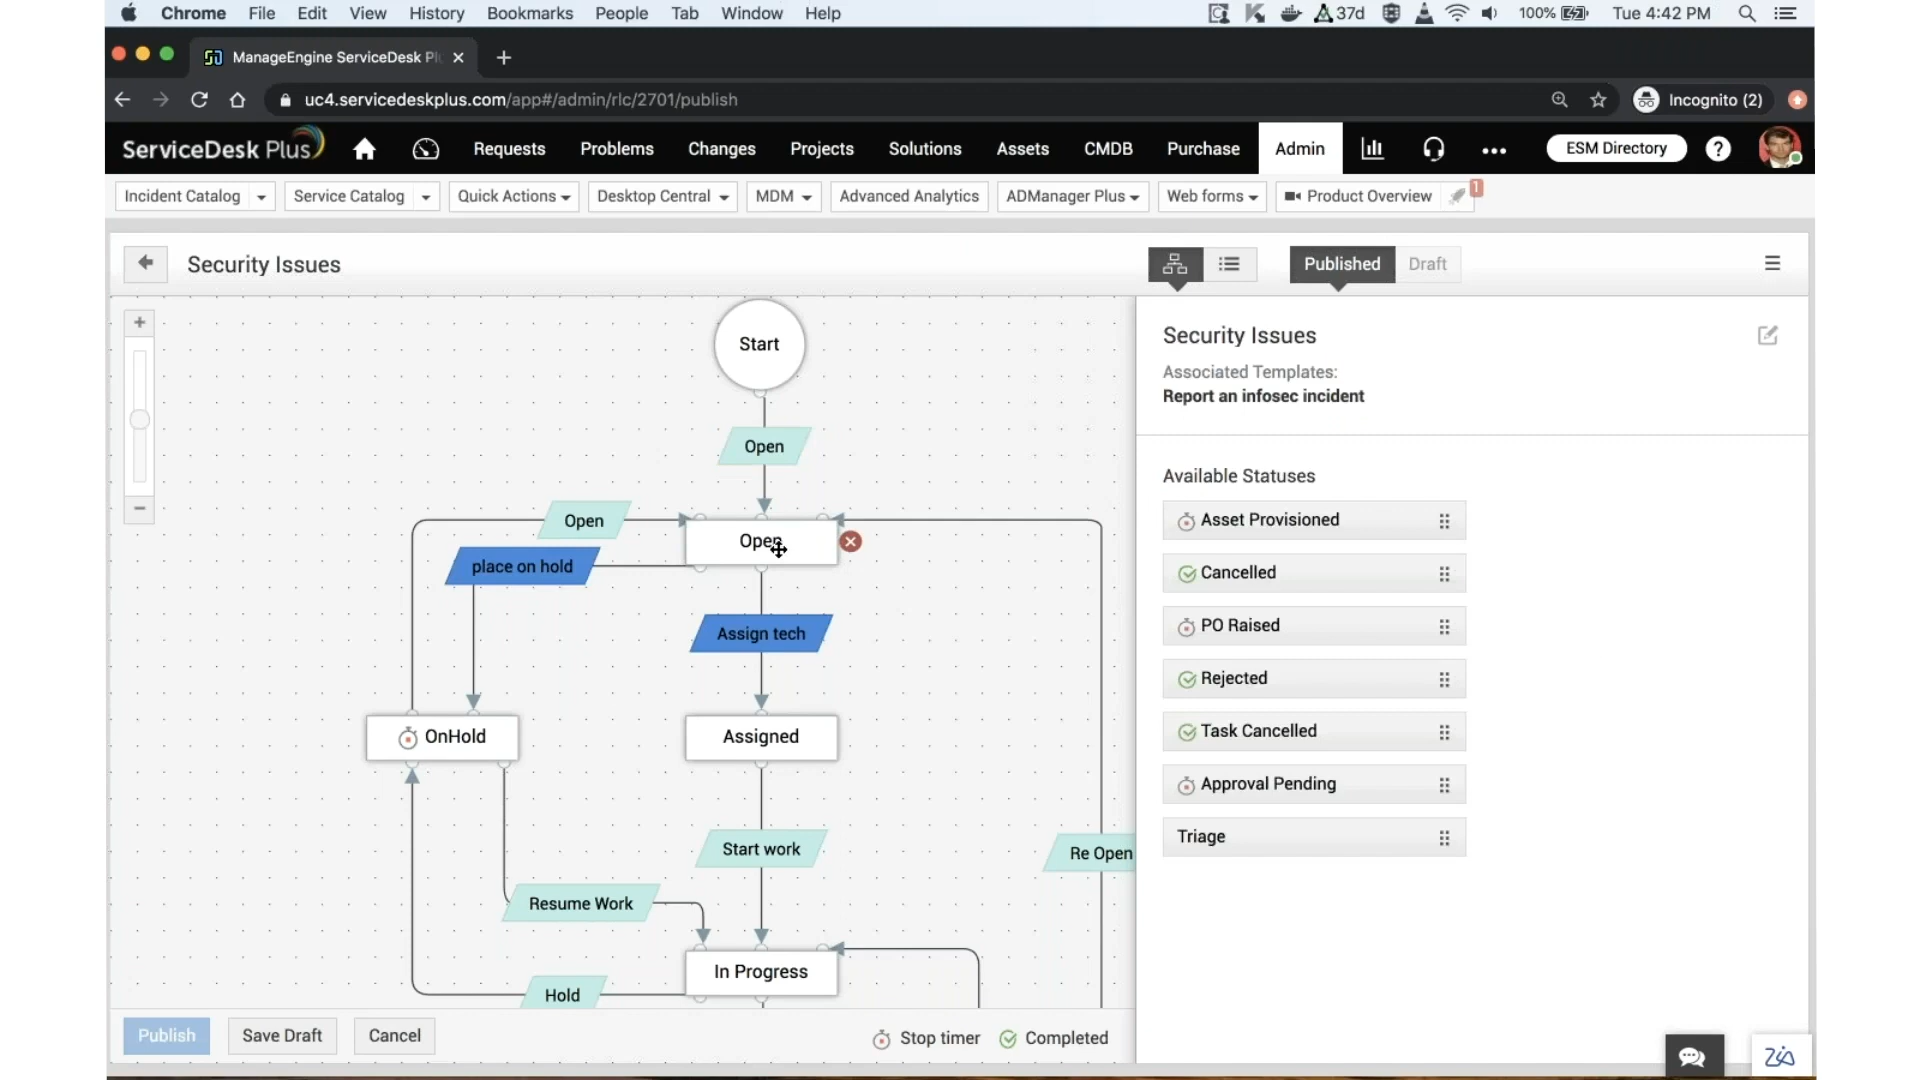 Chrome File Edit View History Bookmarks People Tab Window Help 37d 100% Tue 4:42 PM
ManageEngine ServiceDesk Pl
uc4.servicedeskplus.com/app#/admin/rlc/2701/publish Incognito (2)
ServiceDesk Plus Requests Problems Changes Projects Solutions Assets CMDB Purchase Admin ESM Directory ?
Incident Catalog Service Catalog Quick Actions Desktop Central MDM Advanced Analytics ADManager Plus Web forms Product Overview 1
Security Issues Published Draft
Start
Security Issues
Associated Templates:
Report an infosec incident
Open
Available Statuses
Open
Asset Provisioned
Open
place on hold
Cancelled
Assign tech
PO Raised
Rejected
OnHold
Assigned
Task Cancelled
Approval Pending
Triage
Start work
Re Open
Resume Work
In Progress
Hold
Publish Save Draft Cancel Stop timer Completed
Zia